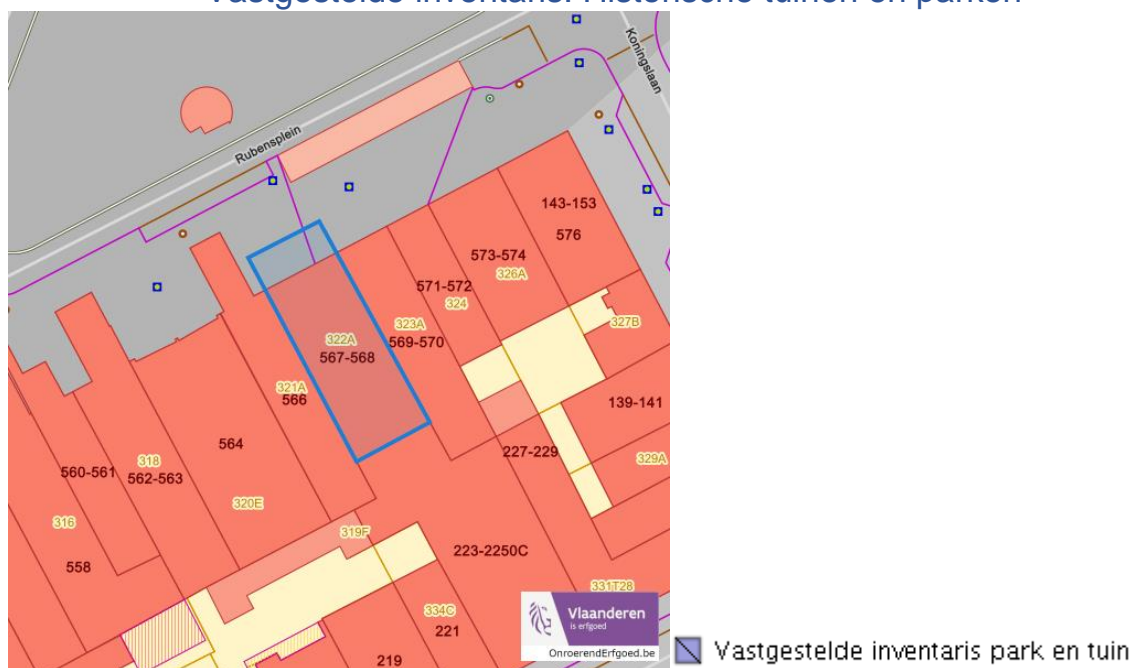 Vastgestelde inventaris: Historische tuinen en parken
Koningslaan
Rubensplein
143-153
576
573-574
326A
571-572
324
327B
323A
569-570
322A
567-568
321A
566
139-141
564
227-229
329A
560-561
318
562-563
320E
316
319F
558
223-2250C
331T28
334C
221
219
Vlaanderen
is erfgoed
OnroerendErfgoed.be
Vastgestelde inventaris park en tuin